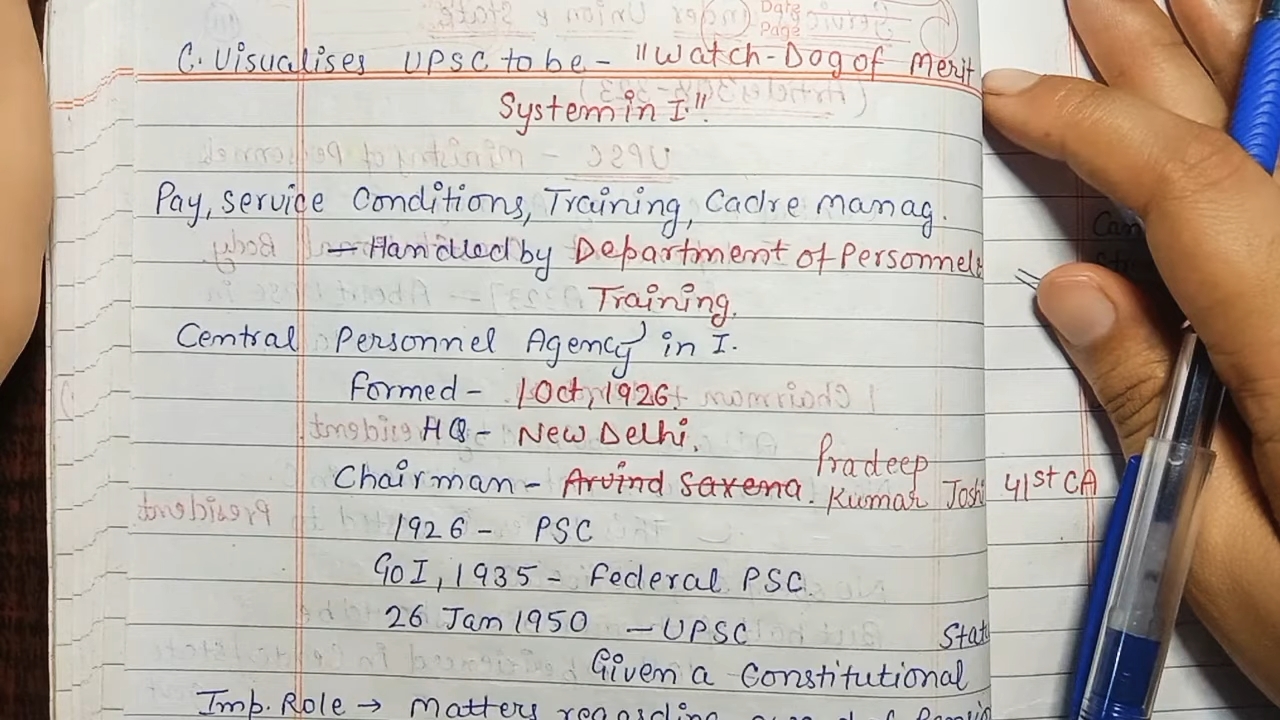 Date
Page
C. Visualises UPSC to be - "Watch-Dog of Merit
System in I."
Pay, service Conditions, Training, Cadre manag.
- Handled by Department of Personnel &
Training.
Central Personnel Agency in I.
Formed - 1 Oct, 1926.
HQ - New Delhi.
Chairman - Arvind Saxena. Pradeep Kumar Joshi 41st CA
1926 - PSC
GoI, 1935 - Federal PSC.
26 Jan 1950 - UPSC
Given a Constitutional Statu
Imp. Role → Matters regarding